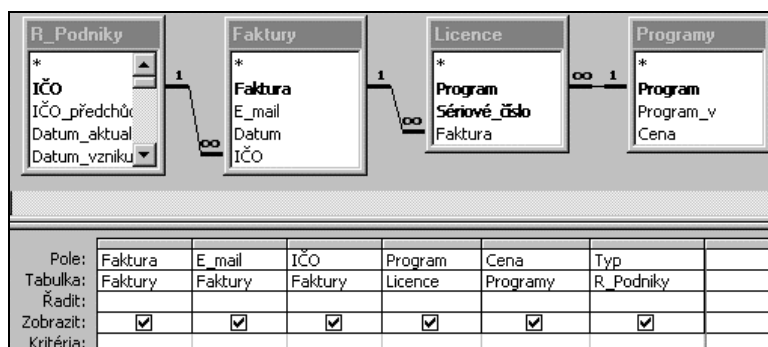 R_Podniky Faktury Licence Programy
* * * *
IČO Faktura Program Program
IČO_předchůd E_mail Sériové_číslo Program_v
Datum_aktual Datum Faktura Cena
Datum_vzniku IČO
1 ∞ 1 ∞ ∞ 1
Pole: Faktura E_mail IČO Program Cena Typ
Tabulka: Faktury Faktury Faktury Licence Programy R_Podniky
Řadit:
Zobrazit:
Kritéria: